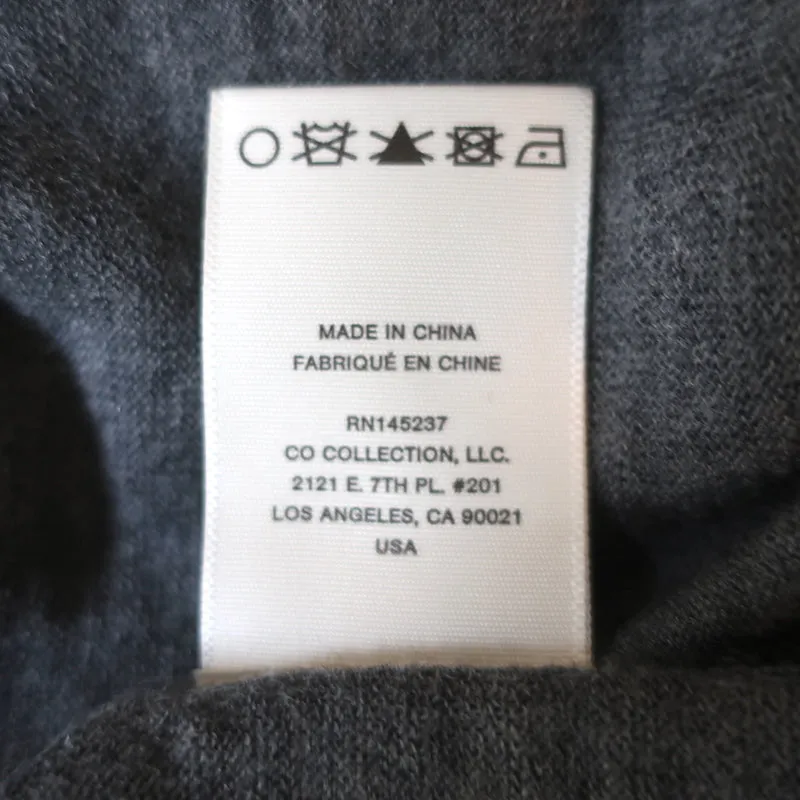 MADE IN CHINA
FABRIQUÉ EN CHINE
RN145237
CO COLLECTION, LLC.
2121 E. 7TH PL. #201
LOS ANGELES, CA 90021
USA